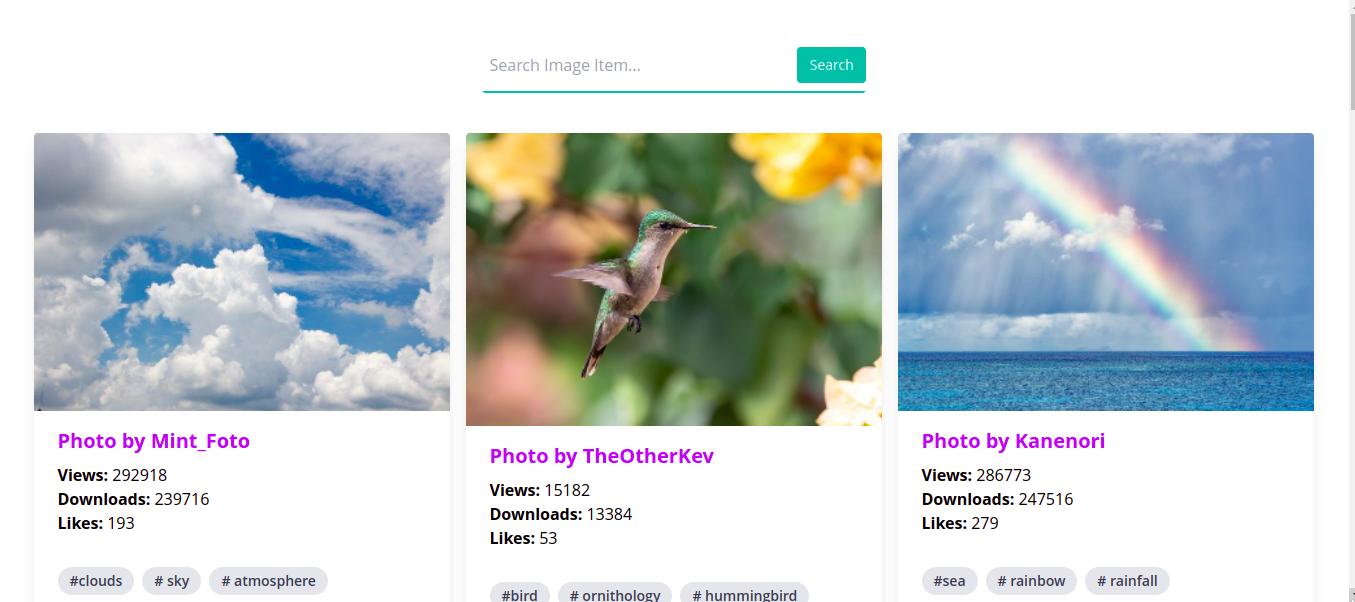 Search Image Item...
Search
Photo by Mint_Foto
Views: 292918
Downloads: 239716
Likes: 193
#clouds
# sky
# atmosphere
Photo by TheOtherKev
Views: 15182
Downloads: 13384
Likes: 53
#bird
# ornithology
# hummingbird
Photo by Kanenori
Views: 286773
Downloads: 247516
Likes: 279
#sea
# rainbow
# rainfall